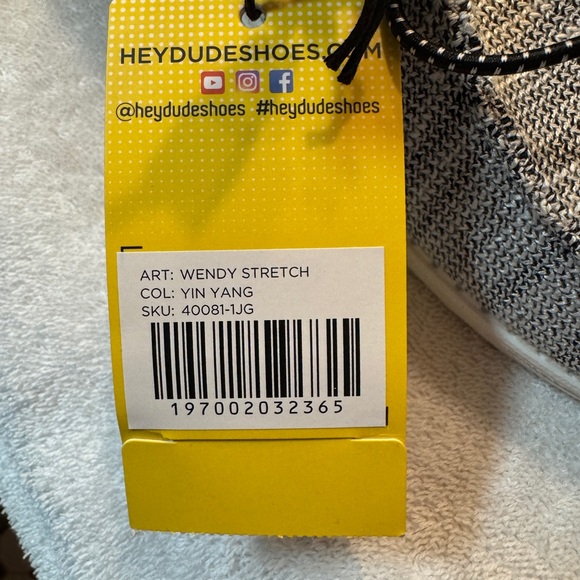 HEYDUDESHOES.COM
@heydudeshoes #heydudeshoes
ART: WENDY STRETCH
COL: YIN YANG
SKU: 40081-1JG
197002032365